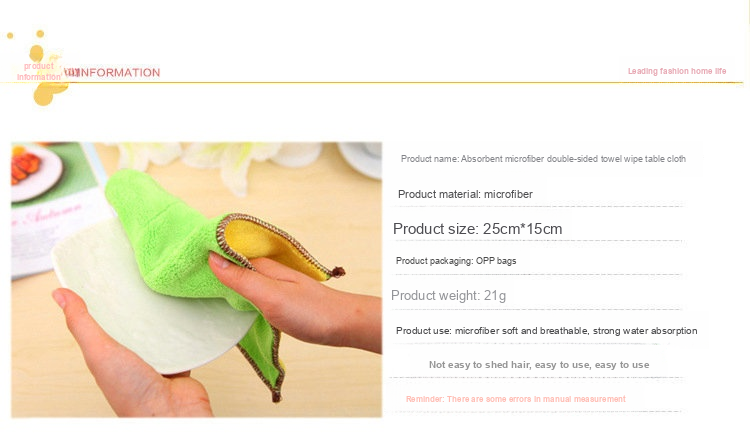 product
information
INFORMATION
Leading fashion home life
Product name: Absorbent microfiber double-sided towel wipe table cloth
Product material: microfiber
Product size: 25cm*15cm
Product packaging: OPP bags
Product weight: 21g
Product use: microfiber soft and breathable, strong water absorption
Not easy to shed hair, easy to use, easy to use
Reminder: There are some errors in manual measurement